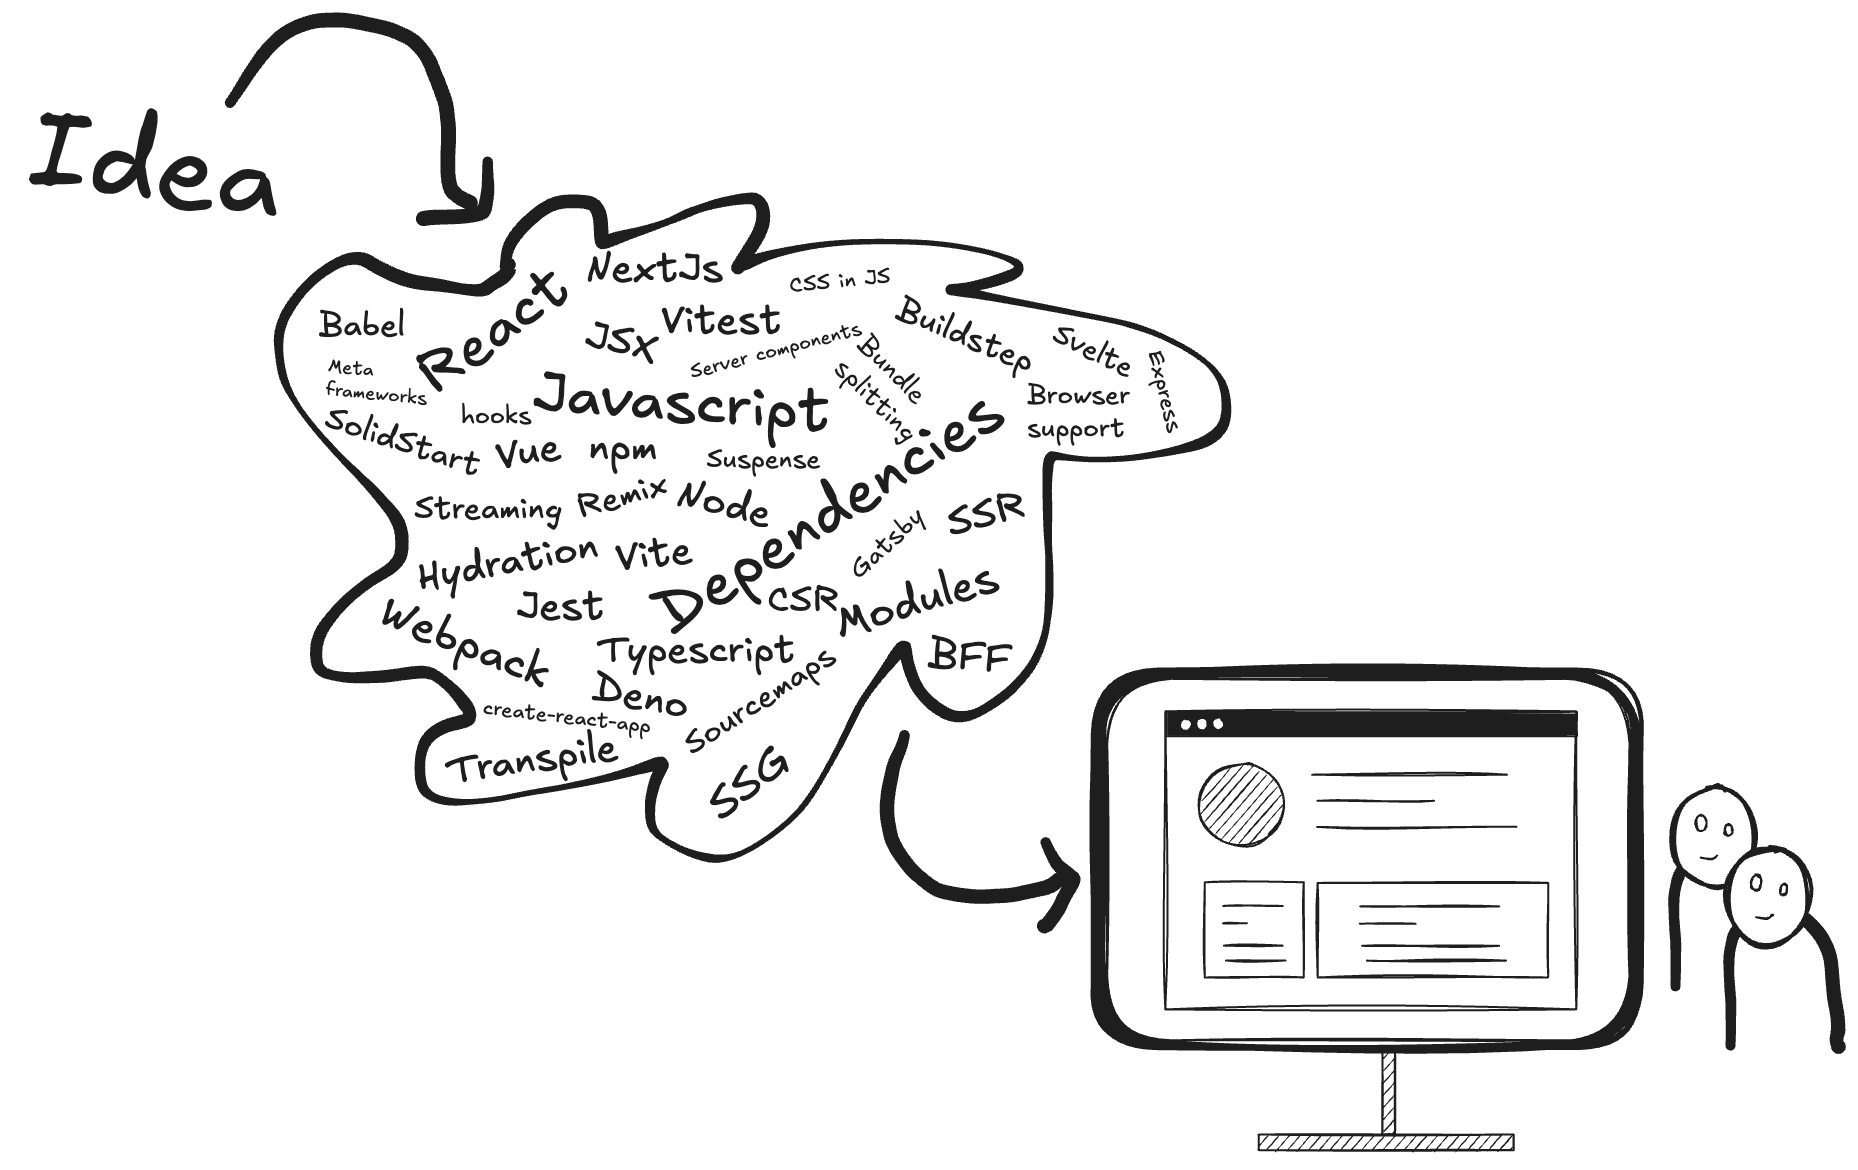 Idea
NextJs
CSS in JS
React
Babel
JSX
Vitest
Buildstep
Svelte
Express
Server components
Bundle
splitting
Meta
frameworks
Browser
support
hooks
Javascript
SolidStart
Vue
npm
Suspense
Dependencies
Streaming
Remix
Node
SSR
Gatsby
Hydration
Vite
Jest
CSR
Modules
Webpack
Typescript
BFF
Deno
Sourcemaps
create-react-app
Transpile
SSG